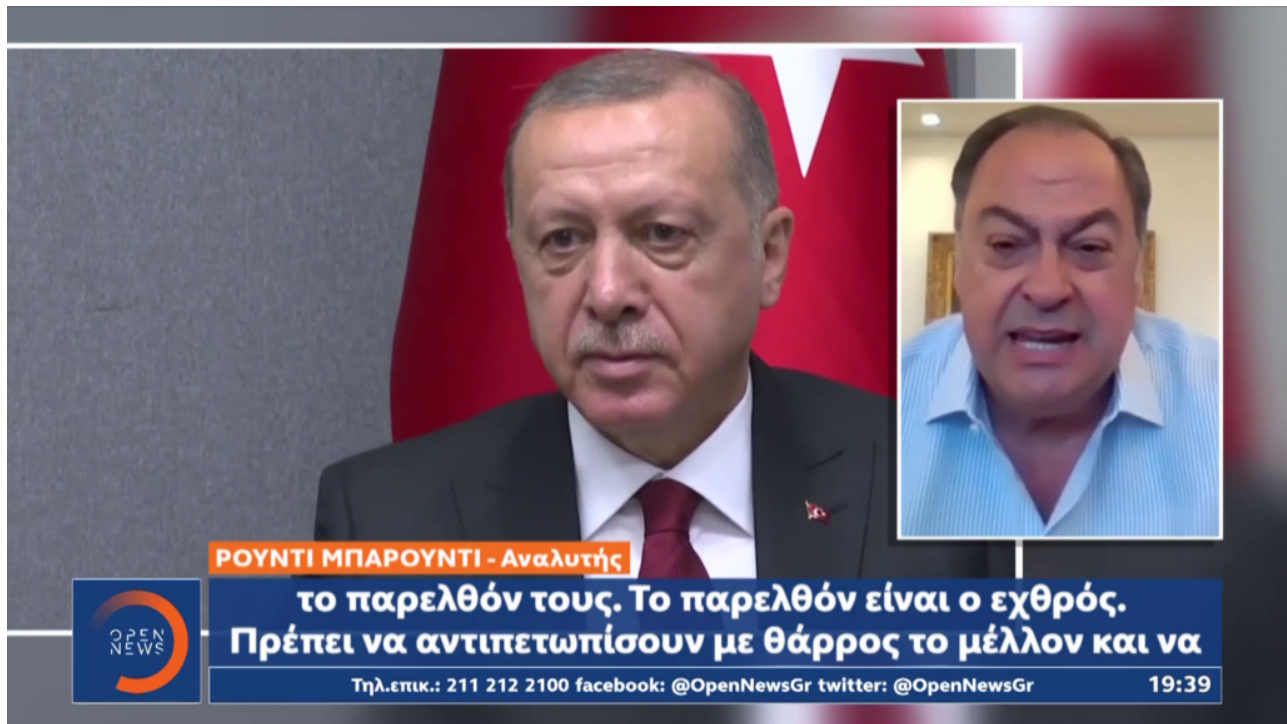 ΡΟΥΝΤΙ ΜΠΑΡΟΥΝΤΙ - Αναλυτής
το παρελθόν τους. Το παρελθόν είναι ο εχθρός.
Πρέπει να αντιπετωπίσουν με θάρρος το μέλλον και να
OPEN
NEWS
Τηλ.επικ.: 211 212 2100 facebook: @OpenNewsGr twitter: @OpenNewsGr 19:39